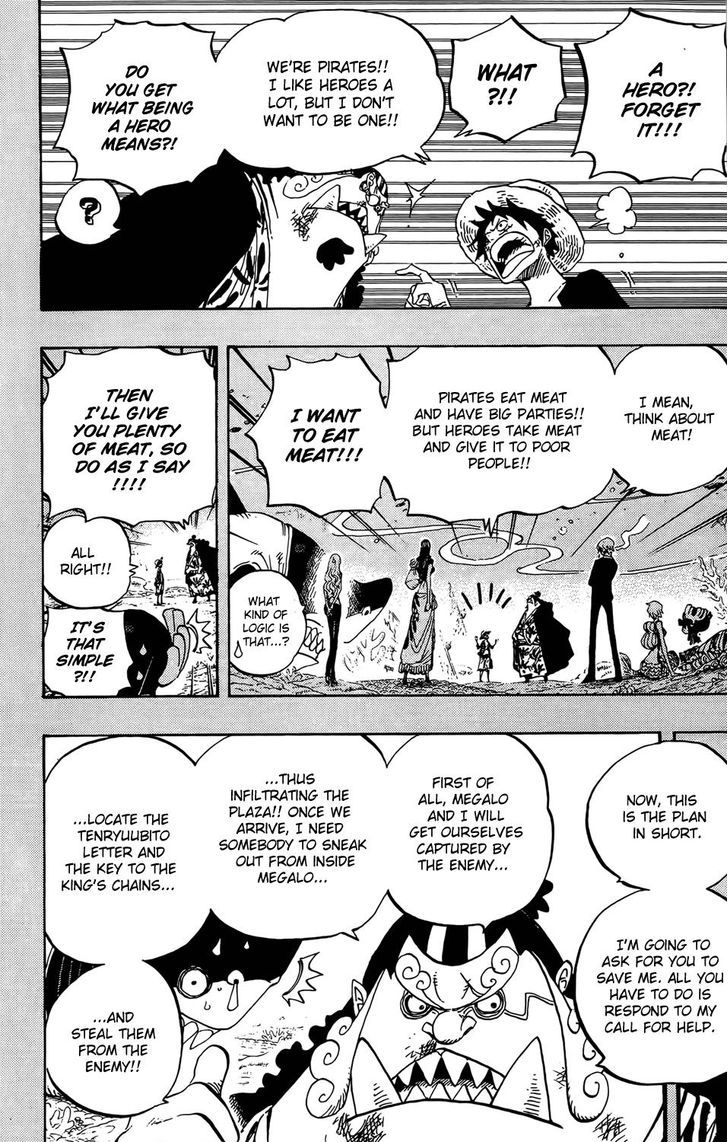 A
HERO?!
FORGET
IT!!!
WHAT
?!!
WE'RE PIRATES!!
I LIKE HEROES
A LOT, BUT I DON'T
WANT TO BE ONE!!
DO
YOU GET
WHAT BEING
A HERO
MEANS?!
?
I MEAN,
THINK ABOUT
MEAT!
PIRATES EAT MEAT
AND HAVE BIG PARTIES!!
BUT HEROES TAKE MEAT
AND GIVE IT TO POOR
PEOPLE!!
I WANT
TO EAT
MEAT!!!
WHAT
KIND OF
LOGIC IS
THAT...?
THEN
I'LL GIVE
YOU PLENTY
OF MEAT, SO
DO AS I SAY
!!!!
ALL
RIGHT!!
IT'S
THAT
SIMPLE
?!!
NOW, THIS
IS THE PLAN
IN SHORT.
I'M GOING TO
ASK FOR YOU TO
SAVE ME. ALL YOU
HAVE TO DO IS
RESPOND TO MY
CALL FOR HELP.
FIRST OF
ALL, MEGALO
AND I WILL
GET OURSELVES
CAPTURED BY
THE ENEMY...
...THUS
INFILTRATING THE
PLAZA!! ONCE WE
ARRIVE, I NEED
SOMEBODY TO SNEAK
OUT FROM INSIDE
MEGALO...
...LOCATE THE
TENRYUUBITO
LETTER AND
THE KEY TO THE
KING'S CHAINS...
...AND
STEAL THEM
FROM THE
ENEMY!!